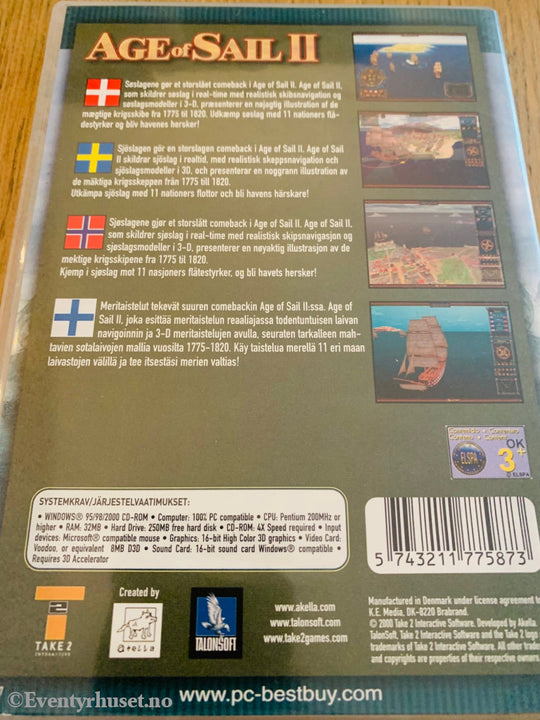 AGE of SAIL II
Søslagene gør et storslået comeback i Age of Sail II. Age of Sail II.
som skildrer søslag i real-time med realistisk skibsnavigation og
søslagsmodeller i 3-D, præsenterer en nøjagtig illustration af de
mægtige krigsskibe fra 1775 til 1820. Udkæmp søslag med 11 nationers flå-
destyrker og bliv havenes hersker!
Sjöslagen gör en storslagen comeback i Age of Sail II. Age of Sail
II skildrar sjöslag i realtid, med realistisk skeppsnavigation och
sjöslagsmodeller i 3D, och presenterar en noggrann illustration av
de mäktiga krigsskeppen från 1775 till 1820.
Utkämpa sjöslag med 11 nationers flottor och bli havens härskare!
Sjøslagene gjør et storslått comeback i Age of Sail II. Age of Sail II.
som skildrer sjøslag i real-time med realistisk skipsnavigasjon og
sjøslagsmodeller i 3-D, presenterer en nøyaktig illustrasjon av de
mektige krigsskipene fra 1775 til 1820.
Kjemp i sjøslag mot 11 nasjoners flåtestyrker, og bli havets hersker!
Meritaistelut tekevät suuren comebackin Age of Sail II:ssa. Age of
Sail II, joka esittää meritaistelun reaaliajassa todentuntuisen laivan
navigoinnin ja 3-D meritaistelujen avulla, seuraten tarkalleen mah-
tavien sotalaivojen mallia vuosilta 1775-1820. Käy taistelua merellä 11 eri maan
laivastojen välillä ja tee itsestäsi merien valtias!
ELSPA
OK
3+
© ELSPA
SYSTEMKRAV/JÄRJESTELVAATIMUKSET:
• WINDOWS® 95/98/2000 CD-ROM • Computer: 100% PC compatible • CPU: Pentium 200MHz or
higher • RAM: 32MB • Hard Drive: 250MB free hard disk • CD-ROM: 4X Speed required • Input
devices: Microsoft® compatible mouse • Graphics: 16-bit High Color 3D graphics • Video Card:
Voodoo, or equivalent 8MB D3D • Sound Card: 16-bit sound card Windows® compatible •
Requires 3D Accelerator
5 743211 775873
TAKE 2
INTERACTIVE
Created by
akella
TALONSOFT
www.akella.com
www.talonsoft.com
www.take2games.com
Manufactured in Denmark under license agreement to
K.E. Media, DK-8220 Brabrand.
© 2000 Take 2 Interactive Software. Developed by Akella.
TalonSoft, Take 2 Interactive Software and the Take 2 logo
trademarks of Take 2 Interactive Software. All other trade
and copyrights are properties of their respective owners.
www.pc-bestbuy.com
©Eventyrhuset.no